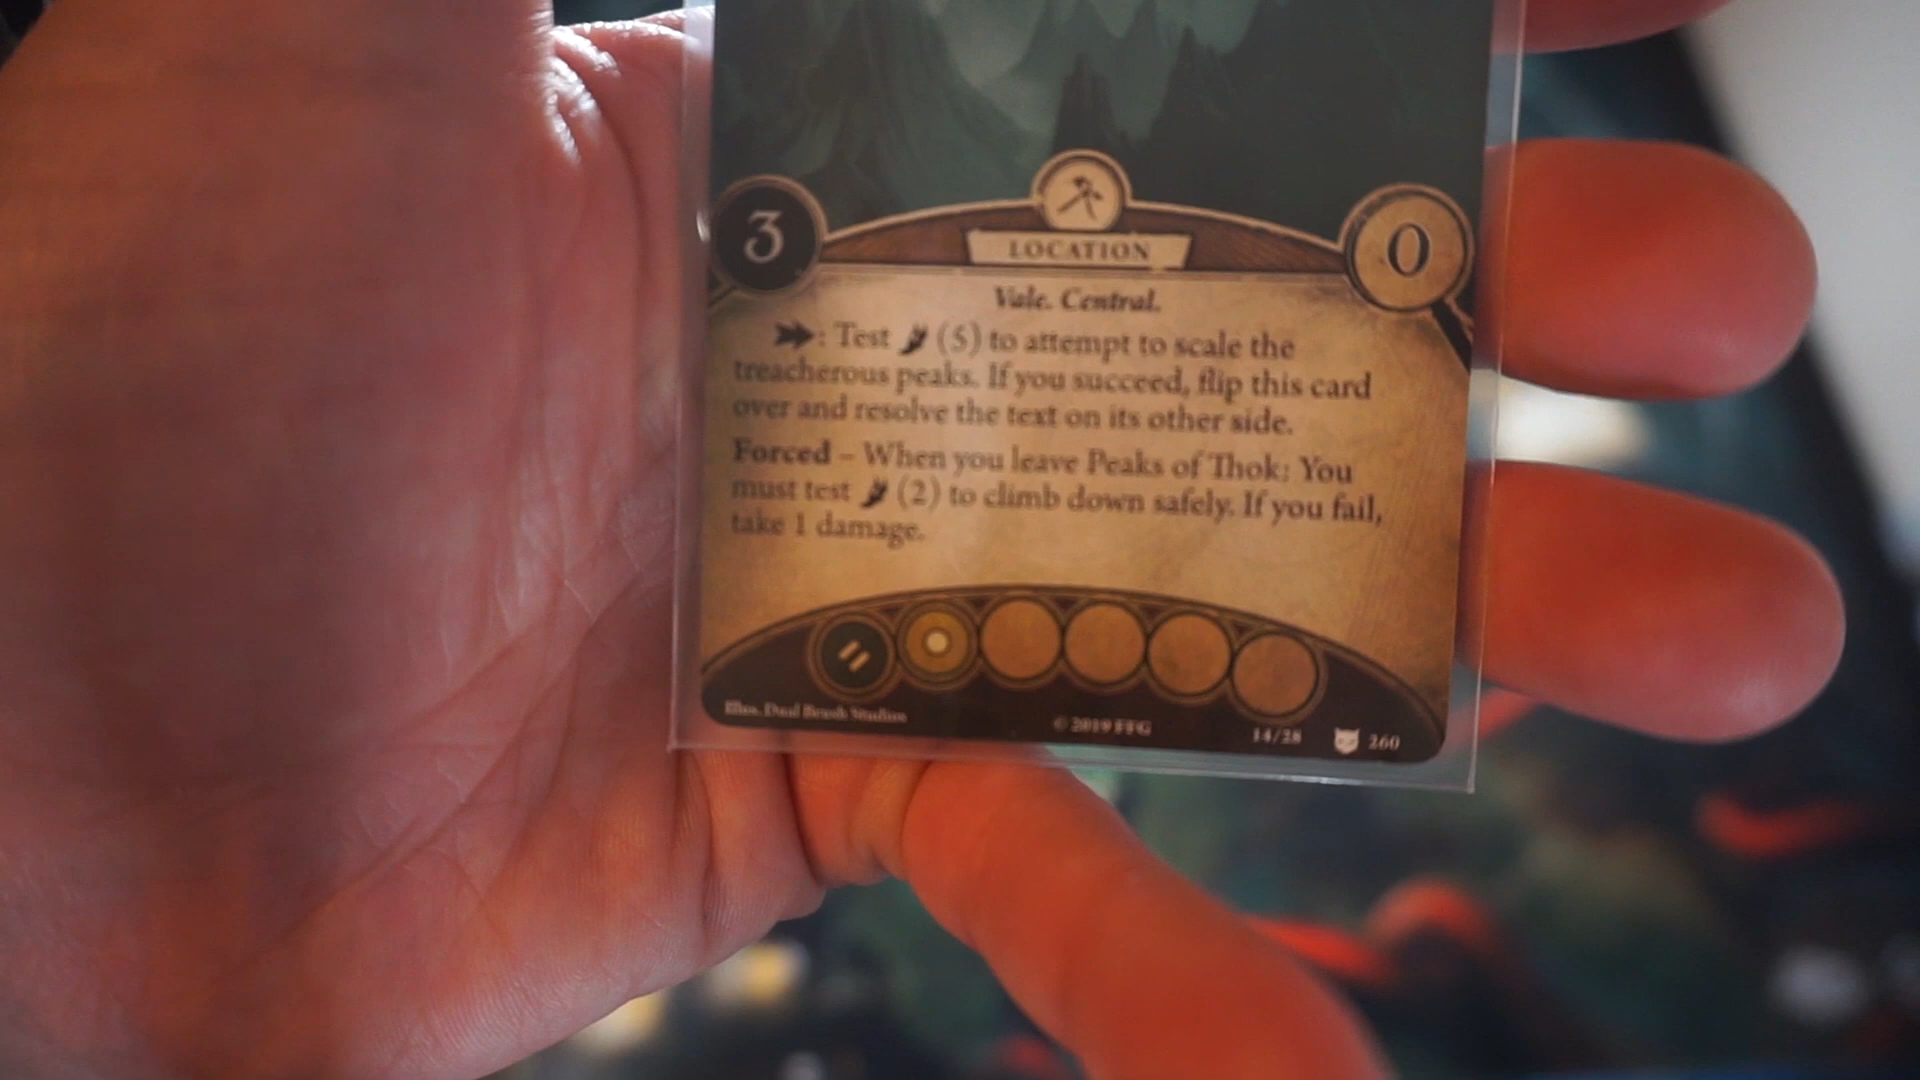 3
LOCATION
0
Vale. Central.
: Test (5) to attempt to scale the
treacherous peaks. If you succeed, flip this card
over and resolve the text on its other side.
Forced – When you leave Peaks of Thok: You
must test (2) to climb down safely. If you fail,
take 1 damage.
Illus. Dual Brush Studios
© 2019 FFG
14/28
260